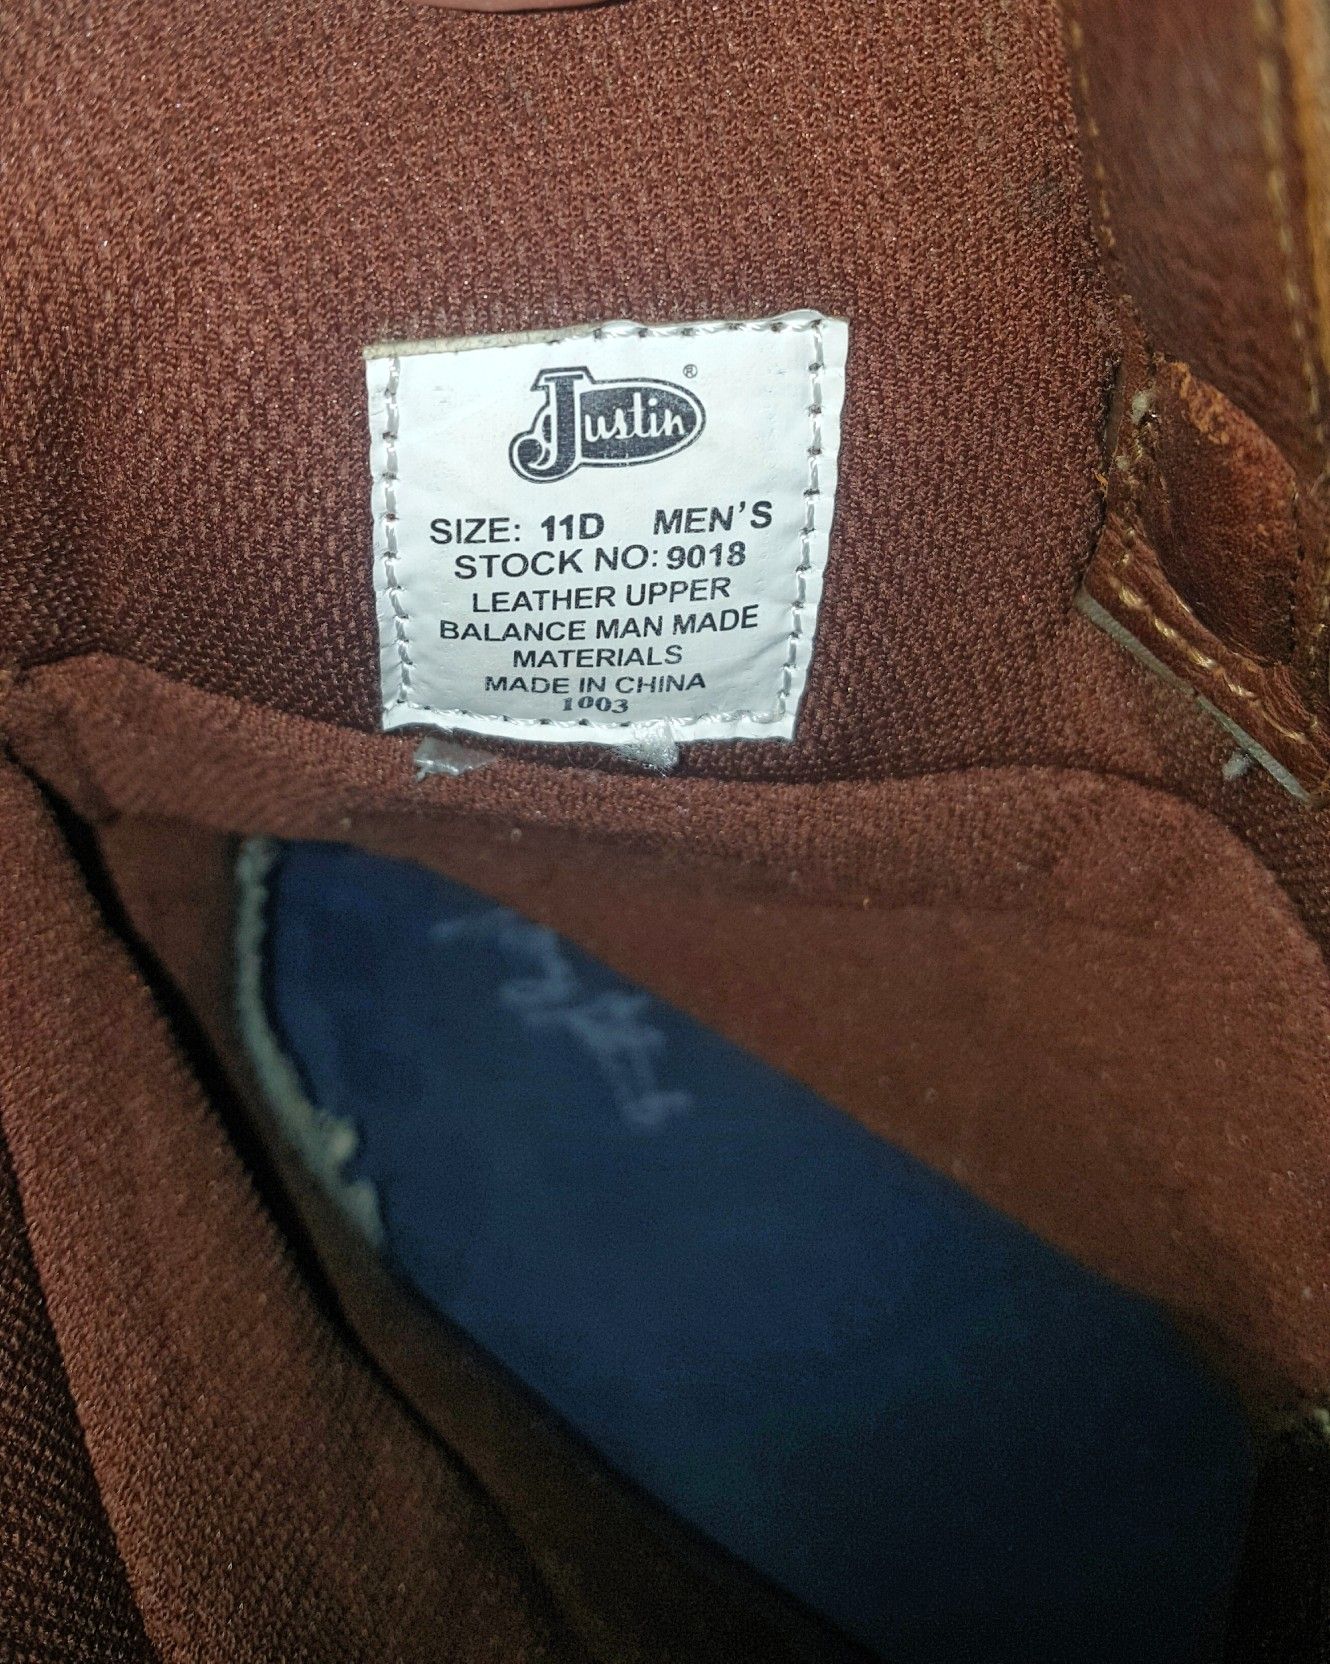 Justin®
SIZE: 11D MEN'S
STOCK NO: 9018
LEATHER UPPER
BALANCE MAN MADE
MATERIALS
MADE IN CHINA
1003